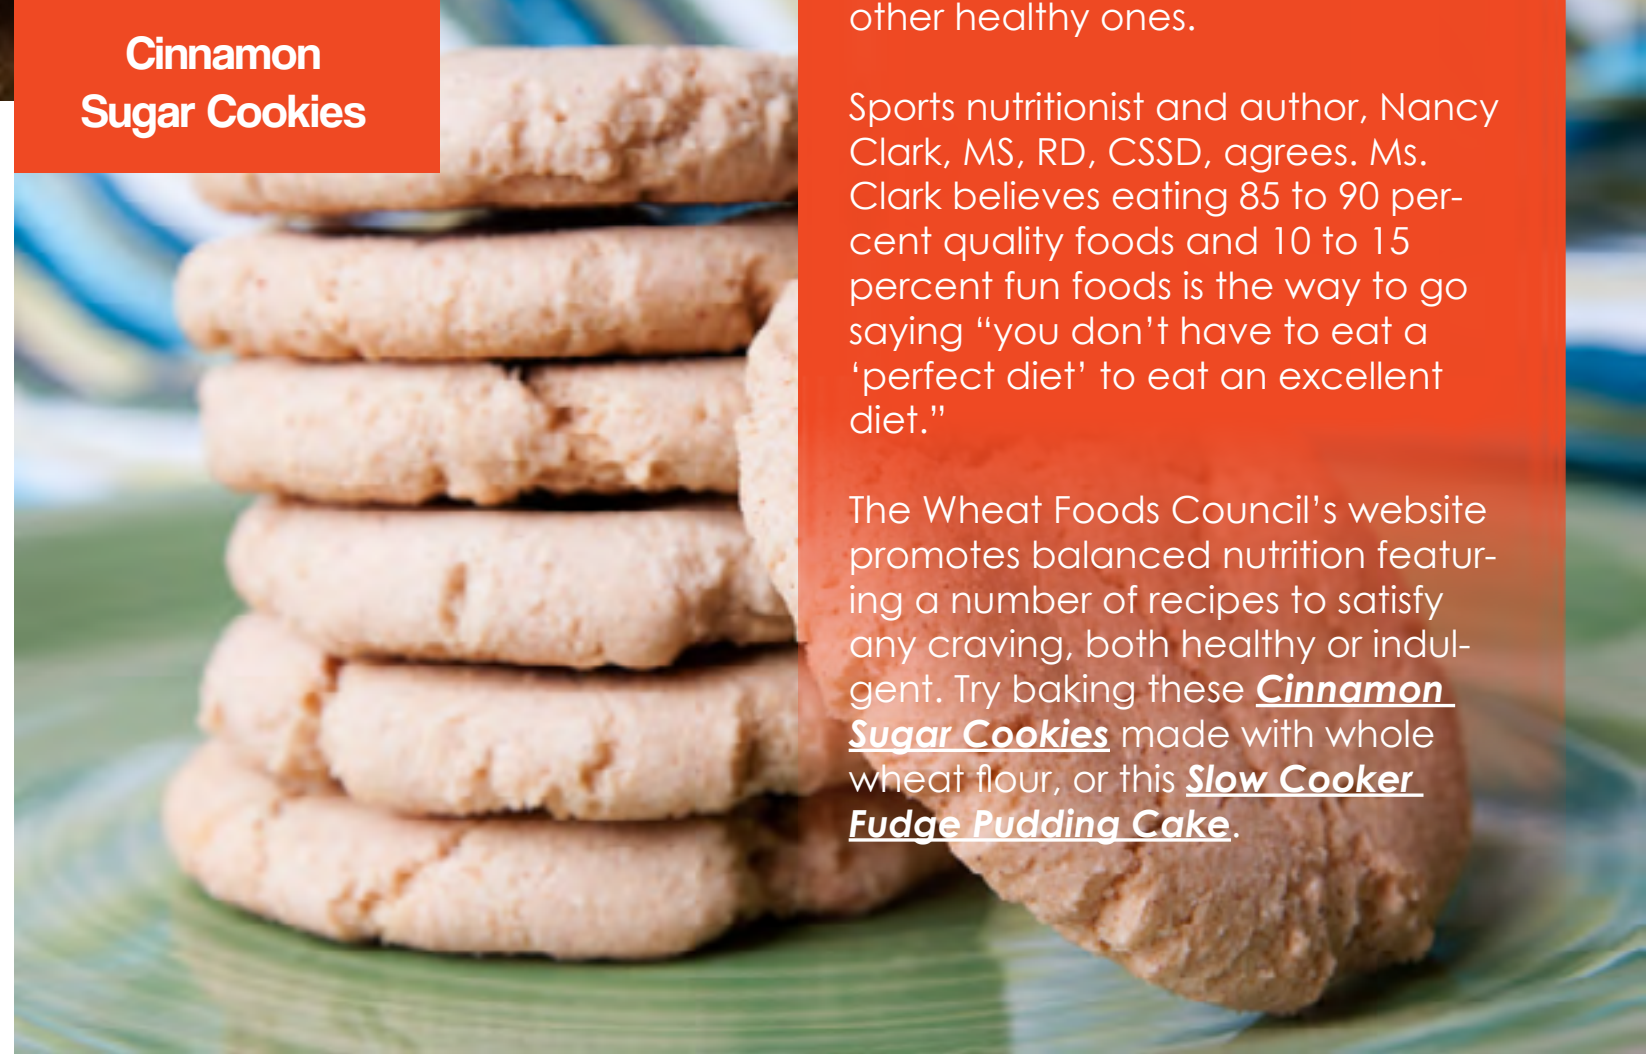 Cinnamon
Sugar Cookies
other healthy ones.
Sports nutritionist and author, Nancy
Clark, MS, RD, CSSD, agrees. Ms.
Clark believes eating 85 to 90 per-
cent quality foods and 10 to 15
percent fun foods is the way to go
saying “you don’t have to eat a
‘perfect diet’ to eat an excellent
diet.”
The Wheat Foods Council’s website
promotes balanced nutrition featur-
ing a number of recipes to satisfy
any craving, both healthy or indul-
gent. Try baking these Cinnamon
Sugar Cookies made with whole
wheat flour, or this Slow Cooker
Fudge Pudding Cake.